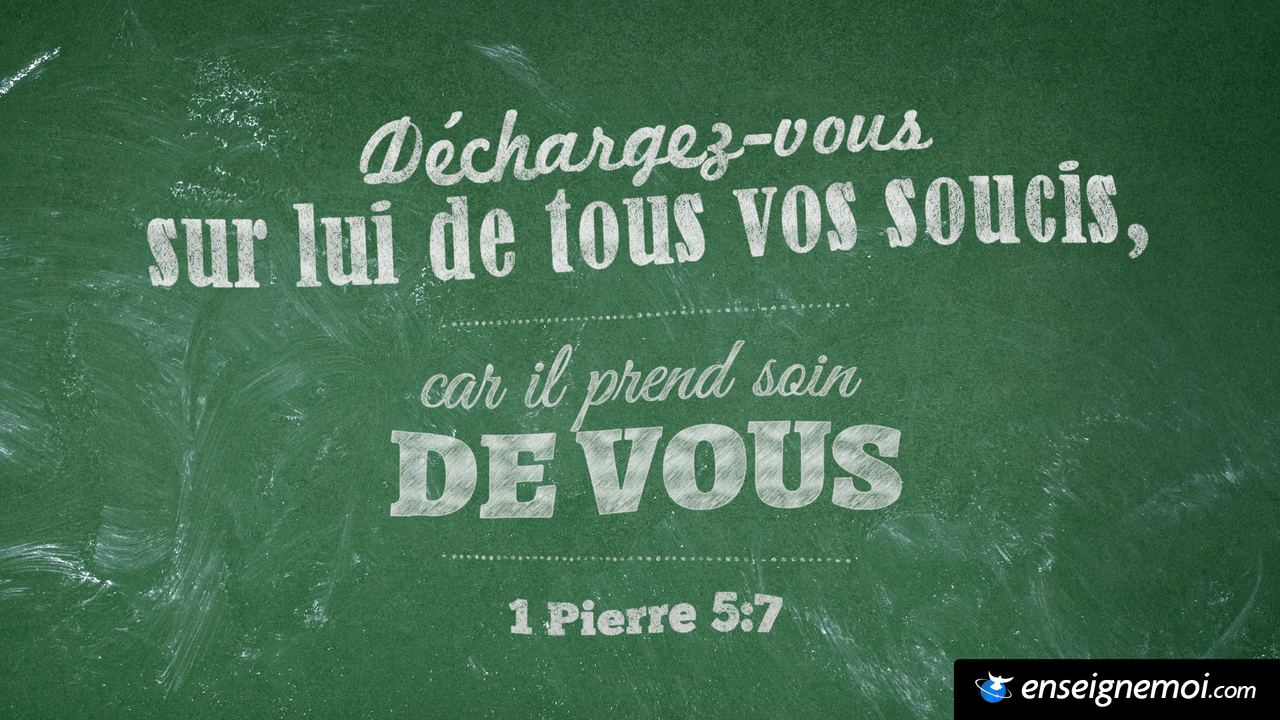 Déchargez-vous
sur lui de tous vos soucis,
car il prend soin
DE VOUS
1 Pierre 5:7
enseignemoi.com